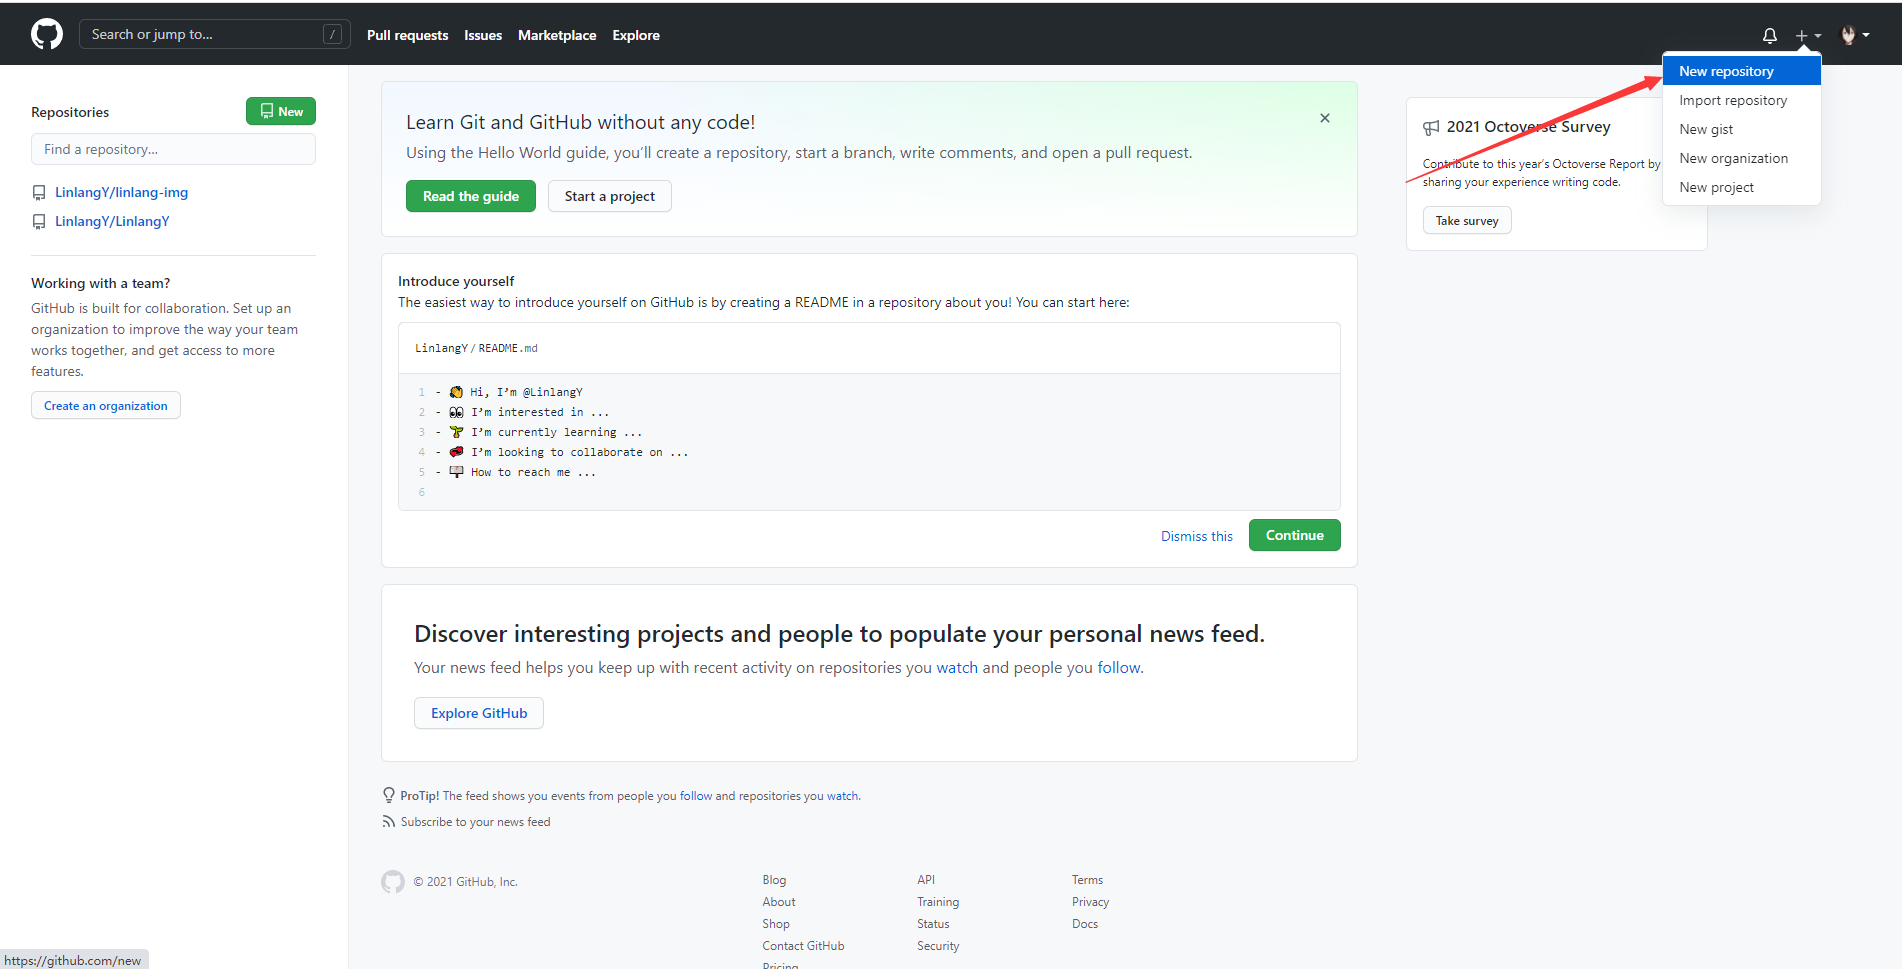 Search or jump to...
/
Pull requests
Issues
Marketplace
Explore
New repository
Import repository
New gist
New organization
New project
Repositories
New
Find a repository...
LinlangY/linlang-img
LinlangY/LinlangY
Working with a team?
GitHub is built for collaboration. Set up an
organization to improve the way your team
works together, and get access to more
features.
Create an organization
Learn Git and GitHub without any code!
Using the Hello World guide, you’ll create a repository, start a branch, write comments, and open a pull request.
Read the guide
Start a project
Introduce yourself
The easiest way to introduce yourself on GitHub is by creating a README in a repository about you! You can start here:
LinlangY / README.md
1 - 👋 Hi, I’m @LinlangY
2 - 👀 I’m interested in ...
3 - 🌱 I’m currently learning ...
4 - 💞️ I’m looking to collaborate on ...
5 - 📫 How to reach me ...
6
Dismiss this
Continue
Discover interesting projects and people to populate your personal news feed.
Your news feed helps you keep up with recent activity on repositories you watch and people you follow.
Explore GitHub
ProTip! The feed shows you events from people you follow and repositories you watch.
Subscribe to your news feed
2021 Octoverse Survey
Contribute to this year’s Octoverse Report by
sharing your experience writing code.
Take survey
© 2021 GitHub, Inc.
Blog
About
Shop
Contact GitHub
Pricing
API
Training
Status
Security
Terms
Privacy
Docs
https://github.com/new